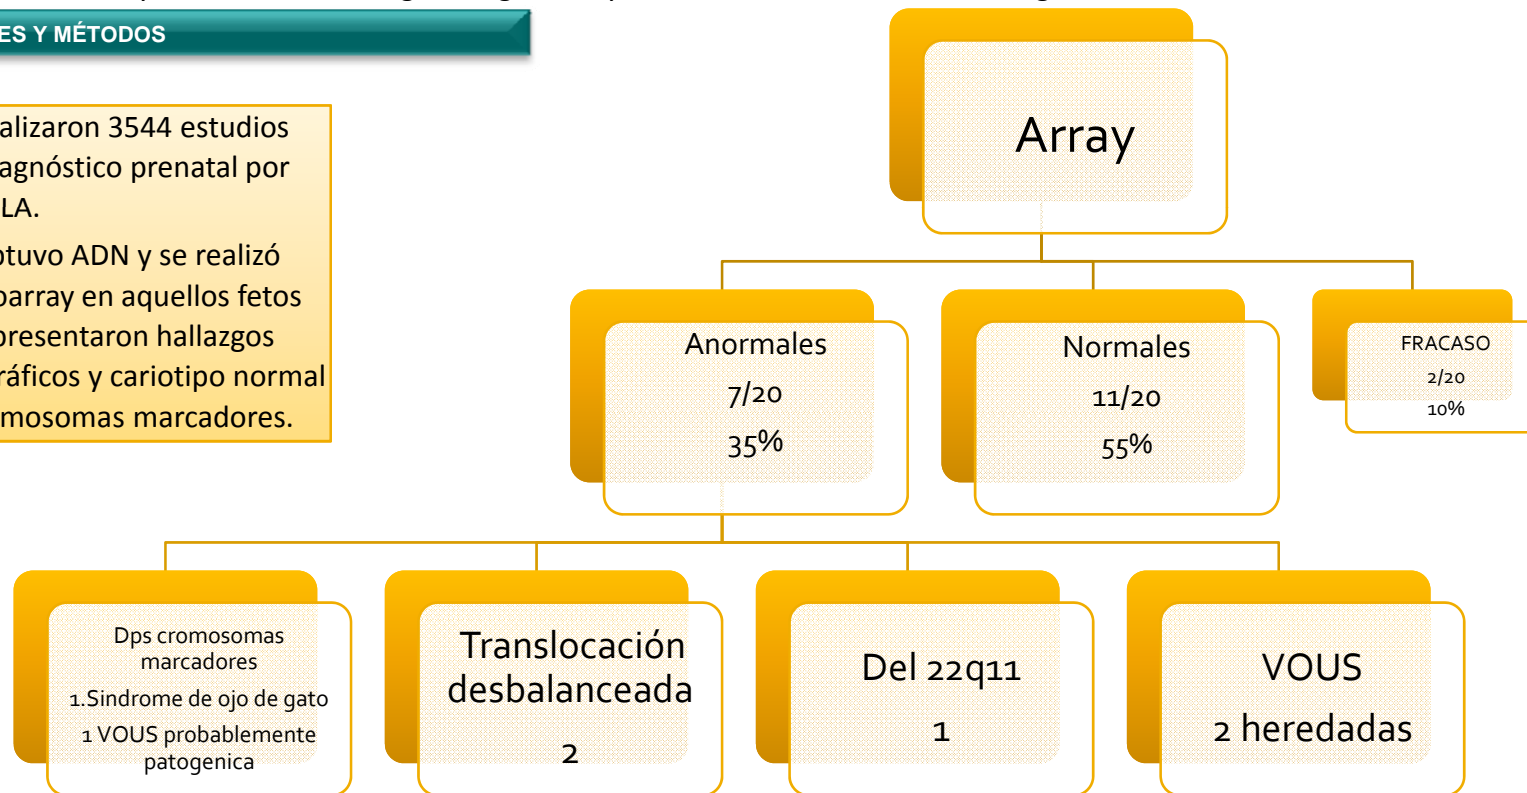 ES Y MÉTODOS
alizaron 3544 estudios
agnóstico prenatal por
LA.
otuvo ADN y se realizó
oarray en aquellos fetos
presentaron hallazgos
ráficos y cariotipo normal
mosomas marcadores.
Array
Anormales
7/20
35%
Normales
11/20
55%
FRACASO
2/20
10%
Dps cromosomas
marcadores
1.Sindrome de ojo de gato
1 VOUS probablemente
patogenica
Translocación
desbalanceada
2
Del 22q11
1
VOUS
2 heredadas